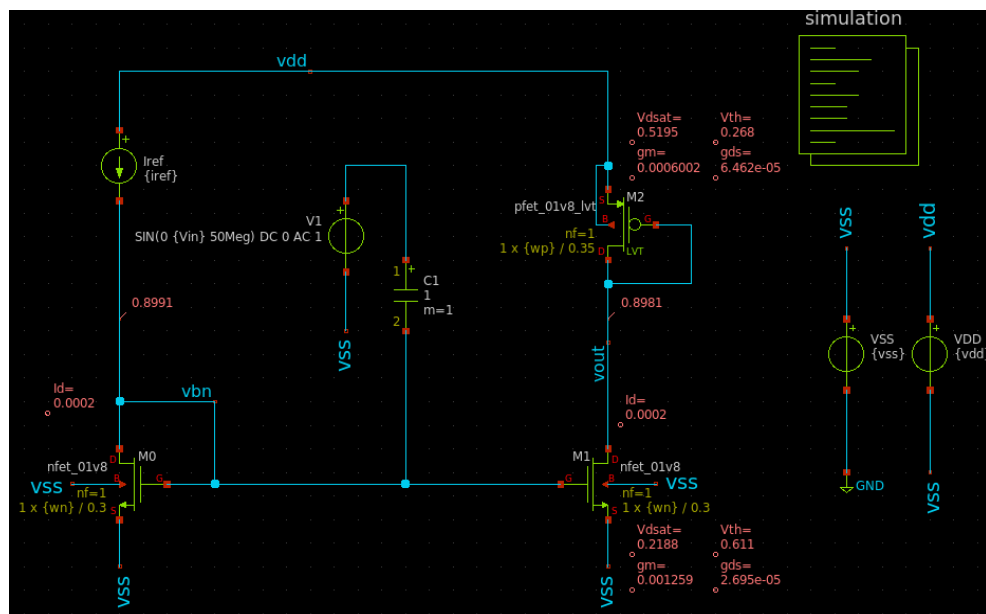 simulation
vdd
Vdsat=
0.5195
Vth=
0.268
gm=
0.0006002
gds=
6.462e-05
Iref
{iref}
V1
SIN(0 {Vin} 50Meg) DC 0 AC 1
pfet_01v8_lvt
M2
S
B
G
D
nf=1
LVT
1 x {wp} / 0.35
vss
vdd
1
C1
1
m=1
2
0.8991
0.8981
vss
vout
VSS
{vss}
VDD
{vdd}
Id=
0.0002
vbn
Id=
0.0002
M0
nfet_01v8
D
B
G
S
VSS
nf=1
1 x {wn} / 0.3
M1
nfet_01v8
D
G
B
S
VSS
nf=1
1 x {wn} / 0.3
GND
vss
Vdsat=
0.2188
Vth=
0.611
gm=
0.001259
gds=
2.695e-05
vss
vss